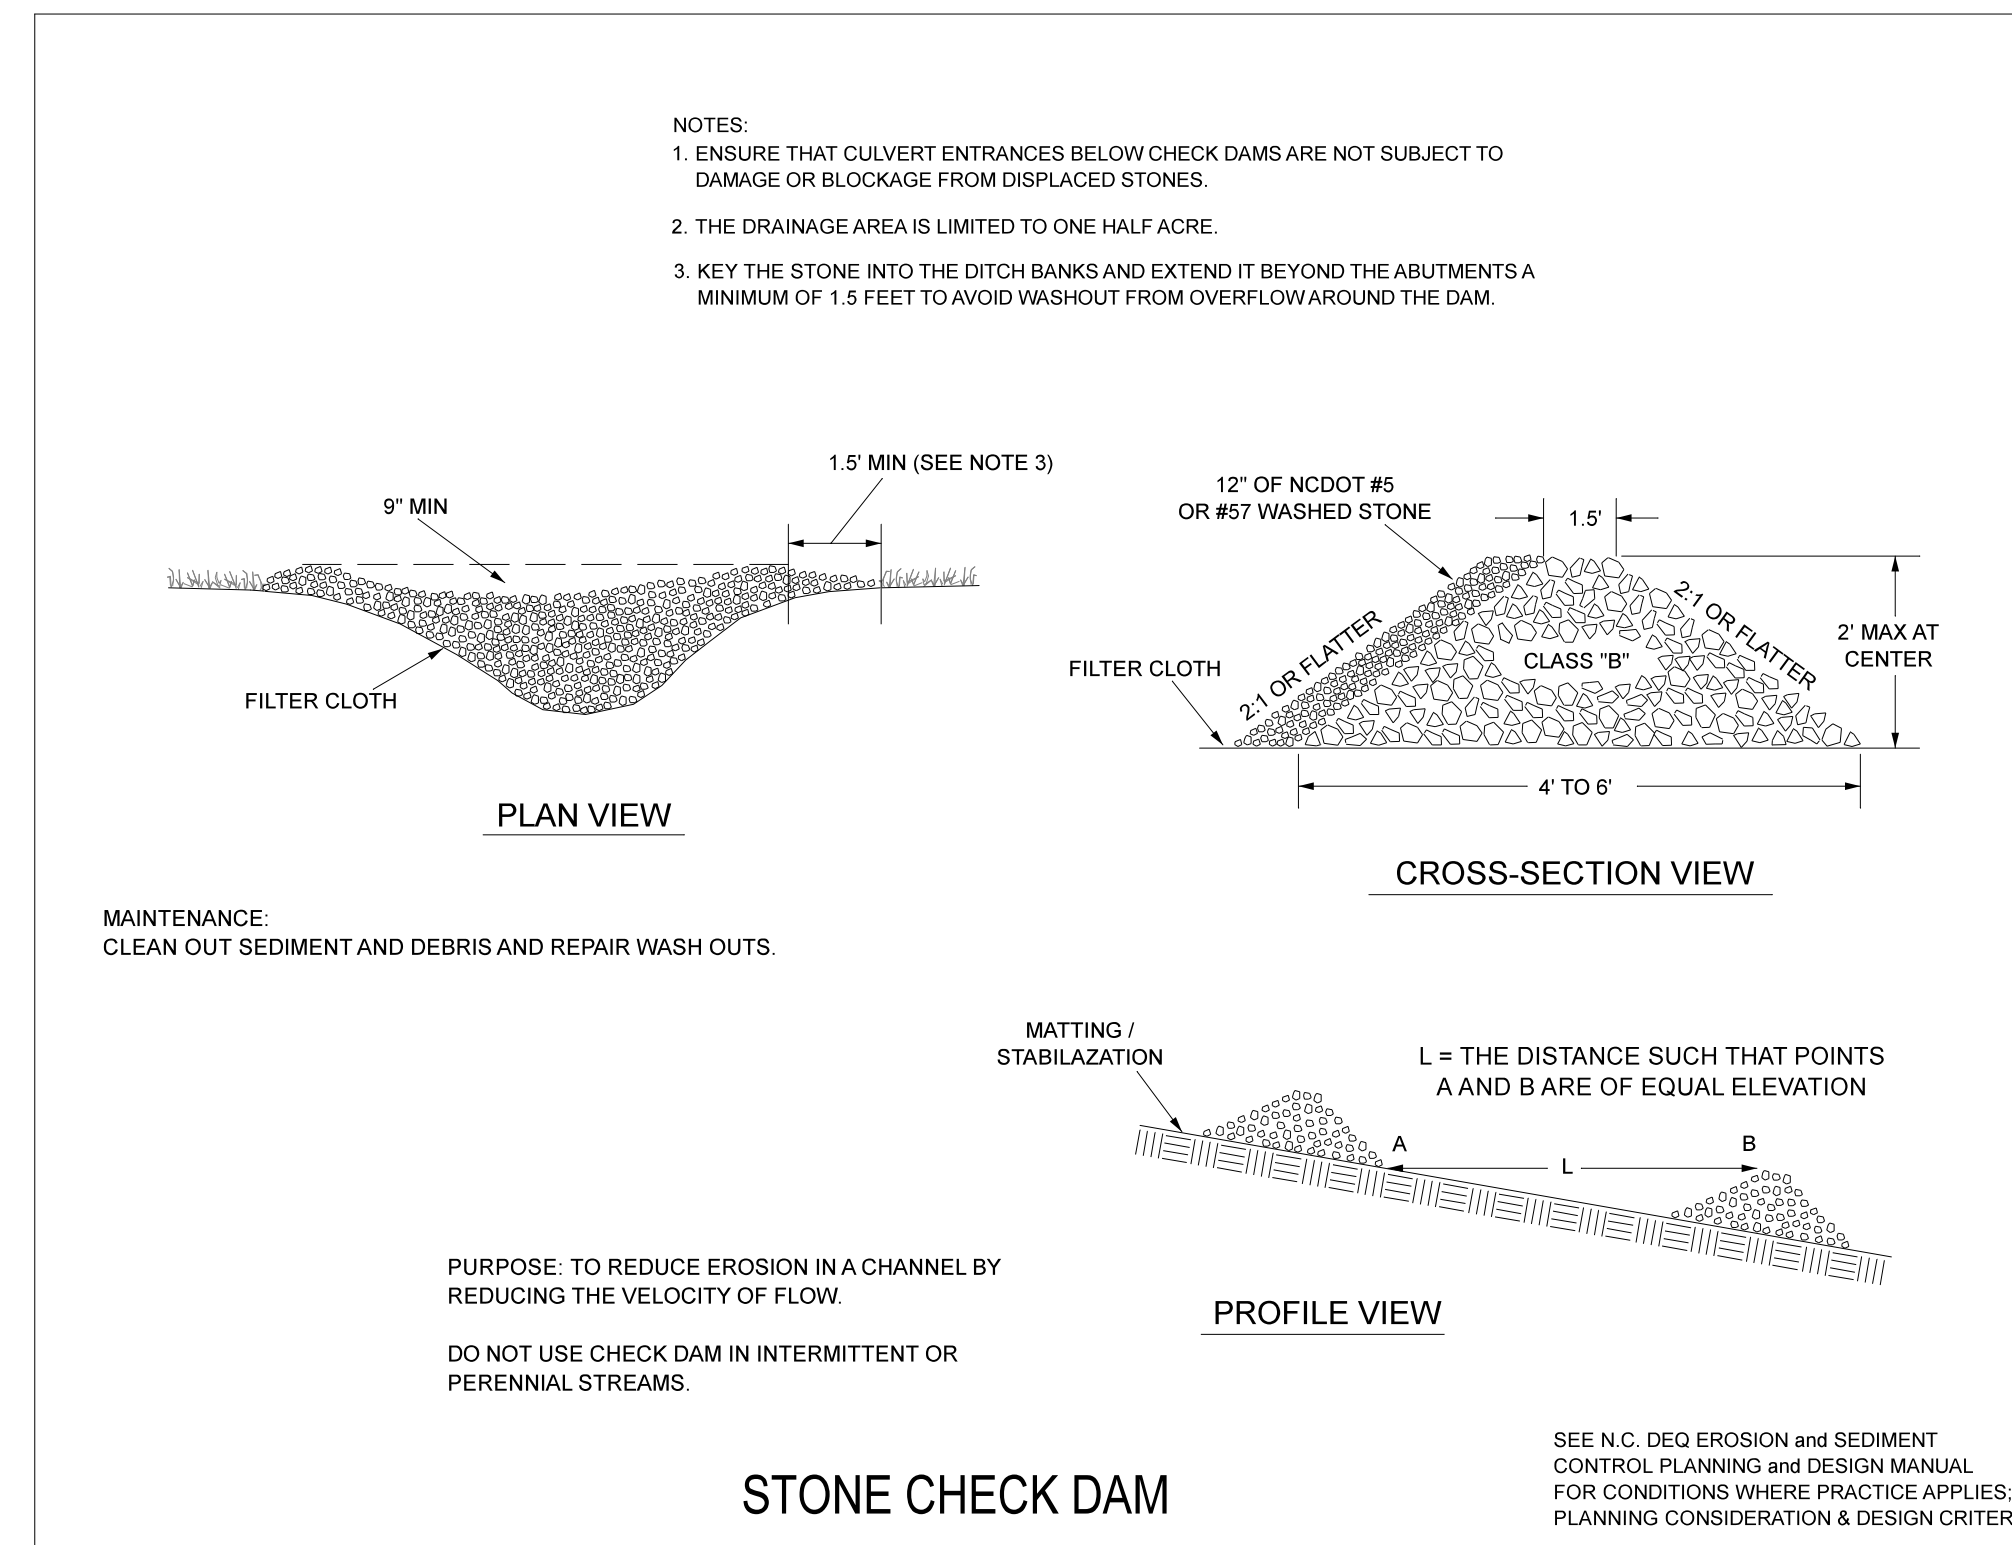 NOTES:
1. ENSURE THAT CULVERT ENTRANCES BELOW CHECK DAMS ARE NOT SUBJECT TO
DAMAGE OR BLOCKAGE FROM DISPLACED STONES.
2. THE DRAINAGE AREA IS LIMITED TO ONE HALF ACRE.
3. KEY THE STONE INTO THE DITCH BANKS AND EXTEND IT BEYOND THE ABUTMENTS A
MINIMUM OF 1.5 FEET TO AVOID WASHOUT FROM OVERFLOW AROUND THE DAM.
1.5' MIN (SEE NOTE 3)
9" MIN
FILTER CLOTH
PLAN VIEW
12" OF NCDOT #5
OR #57 WASHED STONE
1.5'
2:1 OR FLATTER
2:1 OR FLATTER
CLASS "B"
2' MAX AT
CENTER
FILTER CLOTH
4' TO 6'
CROSS-SECTION VIEW
MAINTENANCE:
CLEAN OUT SEDIMENT AND DEBRIS AND REPAIR WASH OUTS.
MATTING /
STABILAZATION
L = THE DISTANCE SUCH THAT POINTS
A AND B ARE OF EQUAL ELEVATION
A
B
L
PROFILE VIEW
PURPOSE: TO REDUCE EROSION IN A CHANNEL BY
REDUCING THE VELOCITY OF FLOW.
DO NOT USE CHECK DAM IN INTERMITTENT OR
PERENNIAL STREAMS.
STONE CHECK DAM
SEE N.C. DEQ EROSION and SEDIMENT
CONTROL PLANNING and DESIGN MANUAL
FOR CONDITIONS WHERE PRACTICE APPLIES;
PLANNING CONSIDERATION & DESIGN CRITER